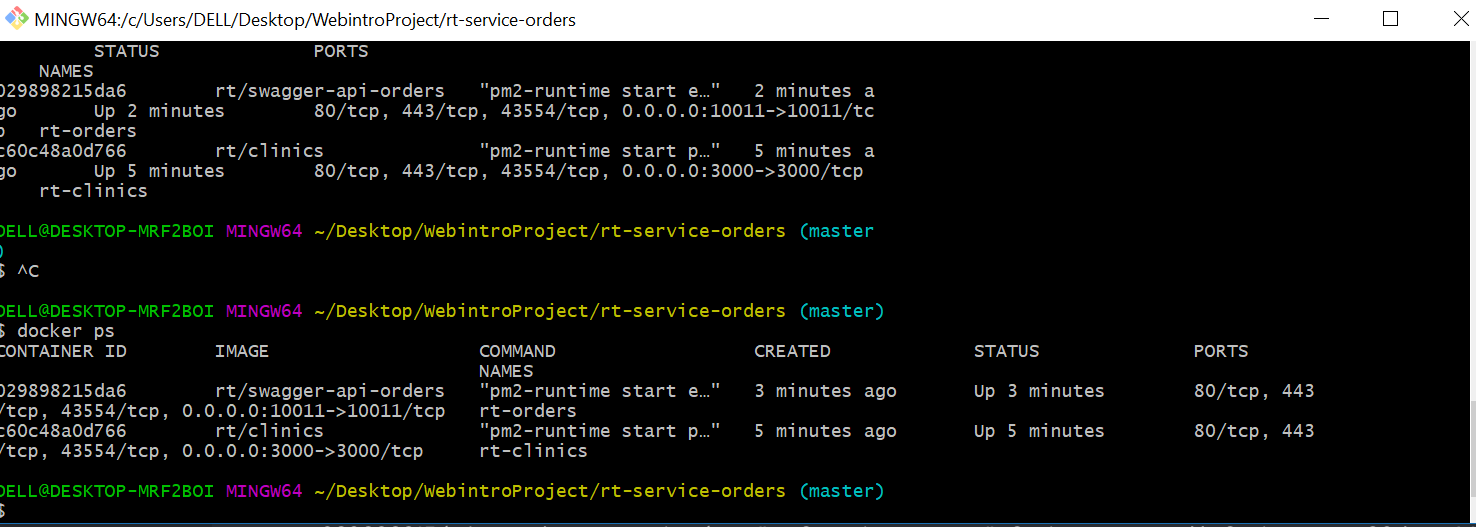 MINGW64:/c/Users/DELL/Desktop/WebintroProject/rt-service-orders
STATUS PORTS
NAMES
029898215da6 rt/swagger-api-orders "pm2-runtime start e…" 2 minutes a
go Up 2 minutes 80/tcp, 443/tcp, 43554/tcp, 0.0.0.0:10011->10011/tc
p rt-orders
c60c48a0d766 rt/clinics "pm2-runtime start p…" 5 minutes a
go Up 5 minutes 80/tcp, 443/tcp, 43554/tcp, 0.0.0.0:3000->3000/tcp
rt-clinics
DELL@DESKTOP-MRF2BOI MINGW64 ~/Desktop/WebintroProject/rt-service-orders (master
)
$ ^C
DELL@DESKTOP-MRF2BOI MINGW64 ~/Desktop/WebintroProject/rt-service-orders (master)
$ docker ps
CONTAINER ID IMAGE COMMAND CREATED STATUS PORTS
NAMES
029898215da6 rt/swagger-api-orders "pm2-runtime start e…" 3 minutes ago Up 3 minutes 80/tcp, 443
/tcp, 43554/tcp, 0.0.0.0:10011->10011/tcp rt-orders
c60c48a0d766 rt/clinics "pm2-runtime start p…" 5 minutes ago Up 5 minutes 80/tcp, 443
/tcp, 43554/tcp, 0.0.0.0:3000->3000/tcp rt-clinics
DELL@DESKTOP-MRF2BOI MINGW64 ~/Desktop/WebintroProject/rt-service-orders (master)
$